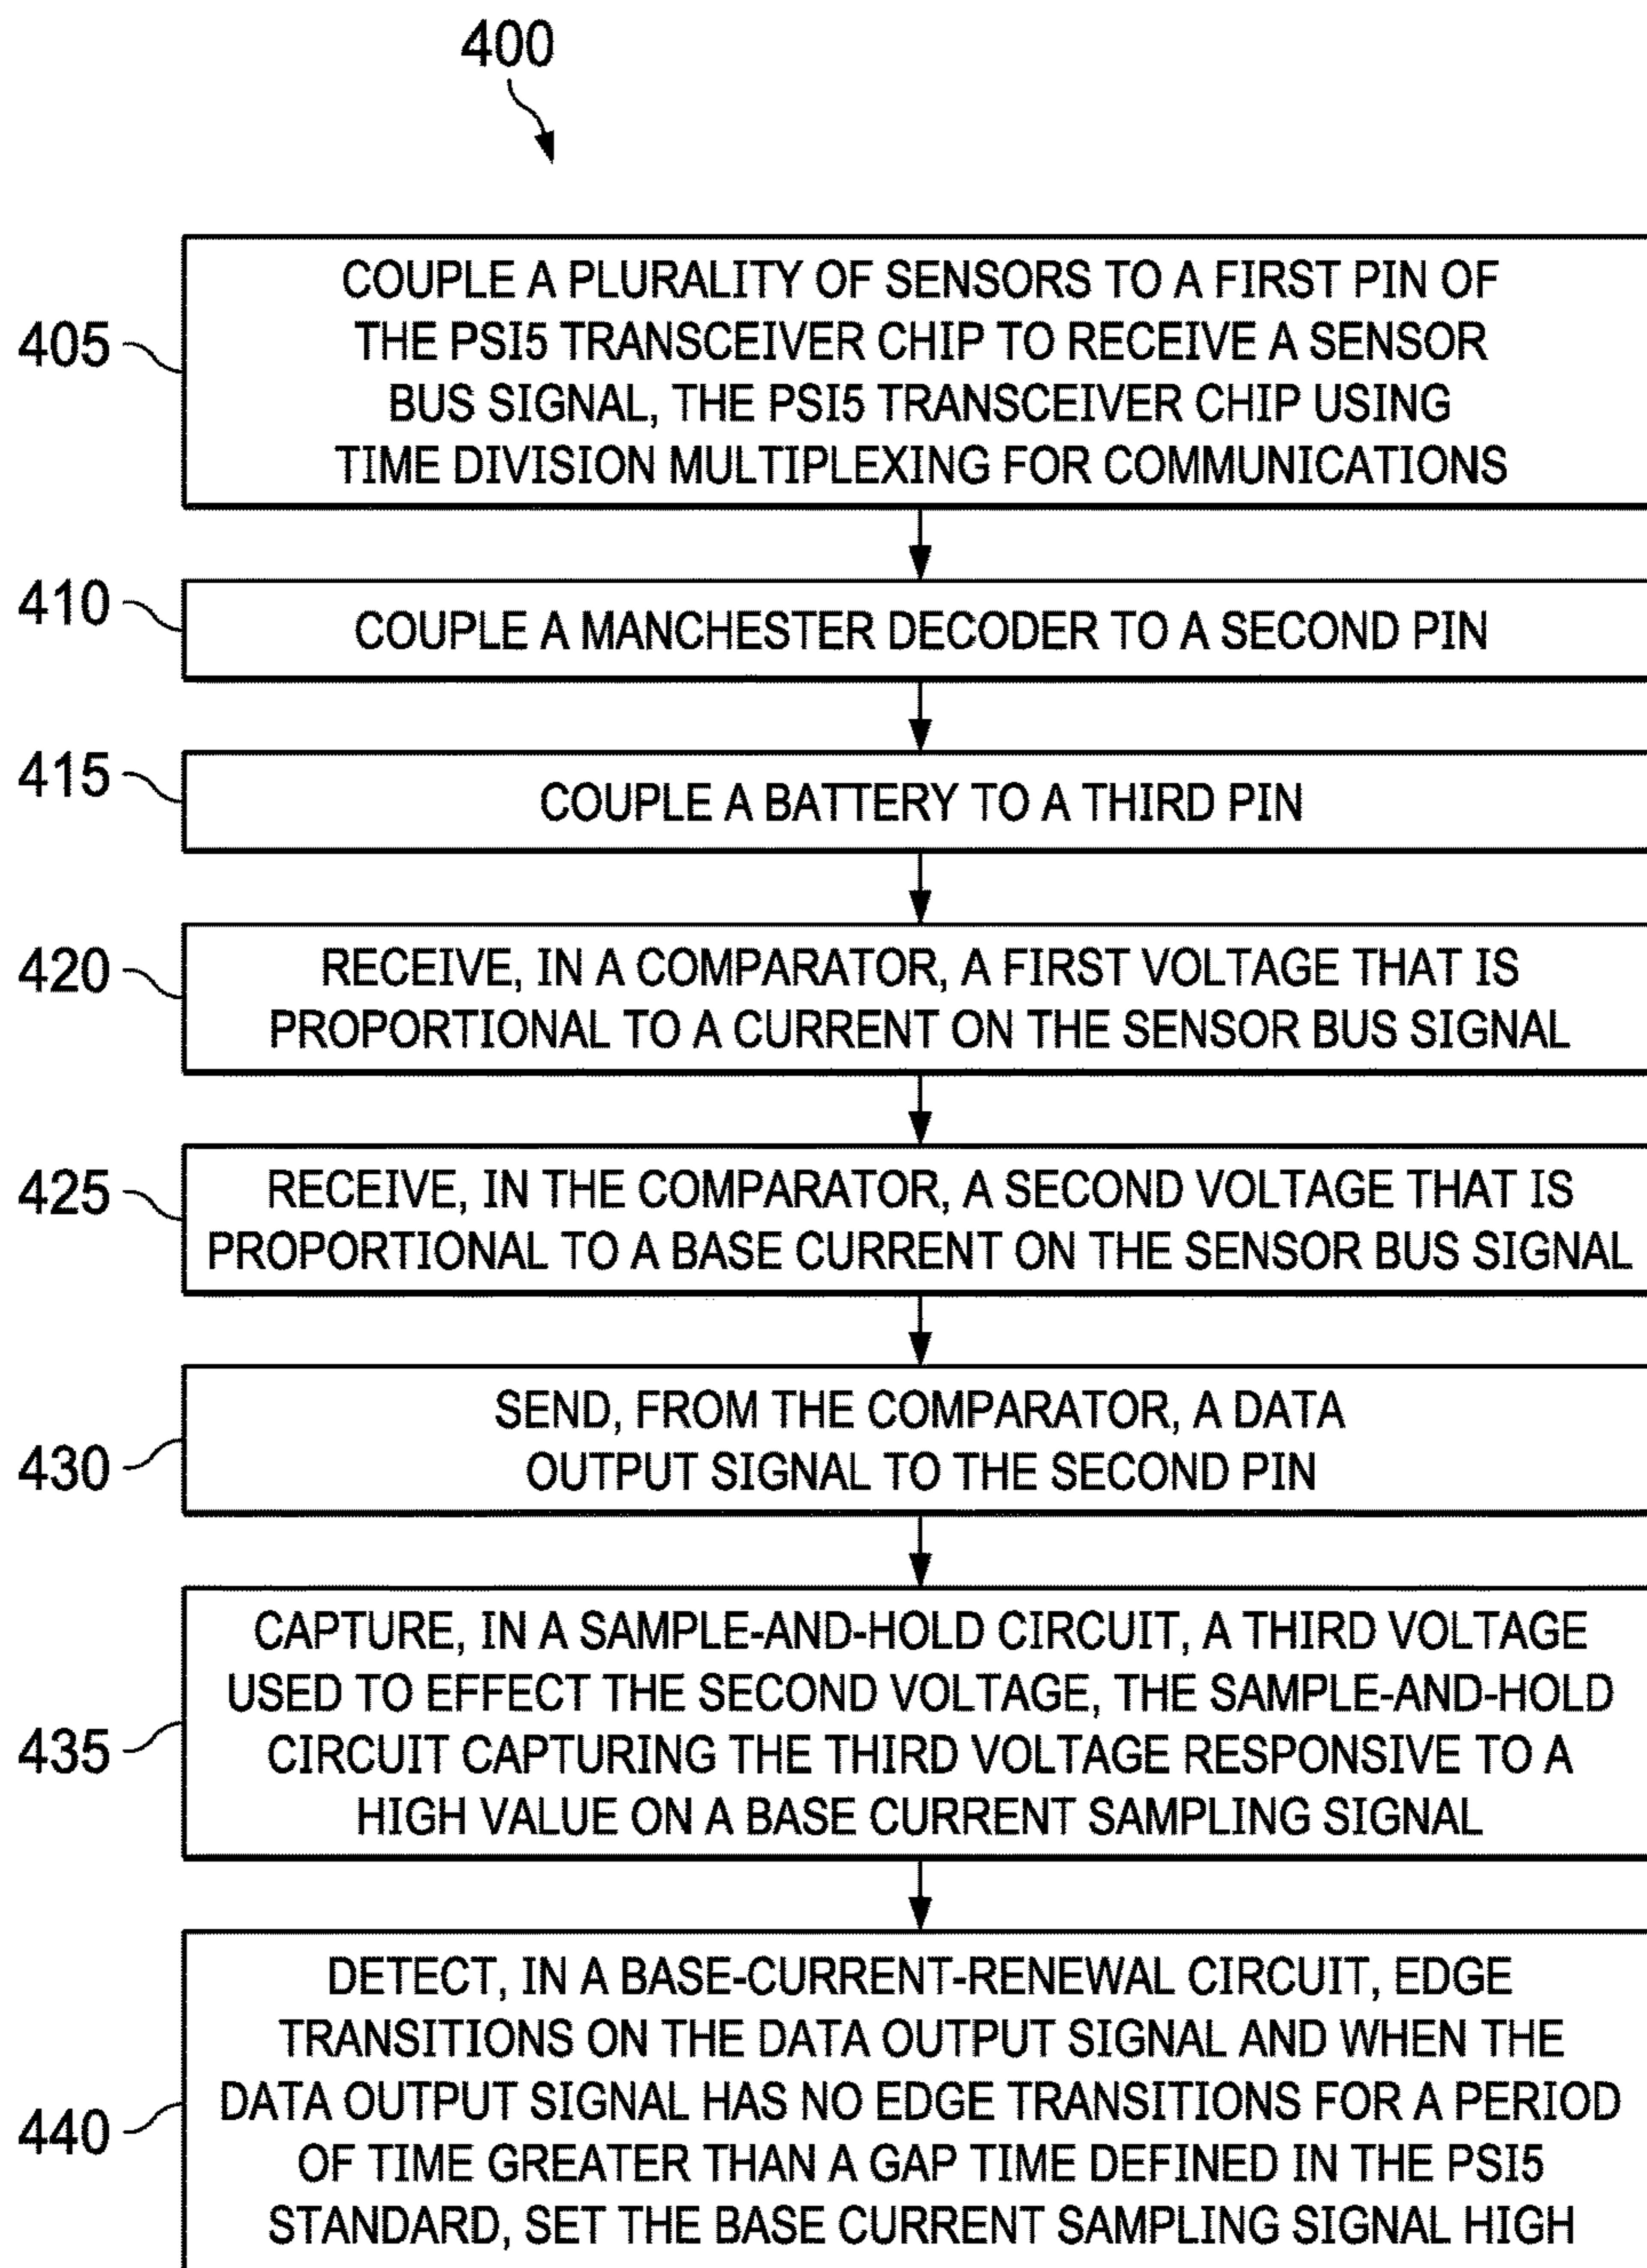 400
405
COUPLE A PLURALITY OF SENSORS TO A FIRST PIN OF
THE PSI5 TRANSCEIVER CHIP TO RECEIVE A SENSOR
BUS SIGNAL, THE PSI5 TRANSCEIVER CHIP USING
TIME DIVISION MULTIPLEXING FOR COMMUNICATIONS
410
COUPLE A MANCHESTER DECODER TO A SECOND PIN
415
COUPLE A BATTERY TO A THIRD PIN
420
RECEIVE, IN A COMPARATOR, A FIRST VOLTAGE THAT IS
PROPORTIONAL TO A CURRENT ON THE SENSOR BUS SIGNAL
425
RECEIVE, IN THE COMPARATOR, A SECOND VOLTAGE THAT IS
PROPORTIONAL TO A BASE CURRENT ON THE SENSOR BUS SIGNAL
430
SEND, FROM THE COMPARATOR, A DATA
OUTPUT SIGNAL TO THE SECOND PIN
435
CAPTURE, IN A SAMPLE-AND-HOLD CIRCUIT, A THIRD VOLTAGE
USED TO EFFECT THE SECOND VOLTAGE, THE SAMPLE-AND-HOLD
CIRCUIT CAPTURING THE THIRD VOLTAGE RESPONSIVE TO A
HIGH VALUE ON A BASE CURRENT SAMPLING SIGNAL
440
DETECT, IN A BASE-CURRENT-RENEWAL CIRCUIT, EDGE
TRANSITIONS ON THE DATA OUTPUT SIGNAL AND WHEN THE
DATA OUTPUT SIGNAL HAS NO EDGE TRANSITIONS FOR A PERIOD
OF TIME GREATER THAN A GAP TIME DEFINED IN THE PSI5
STANDARD, SET THE BASE CURRENT SAMPLING SIGNAL HIGH